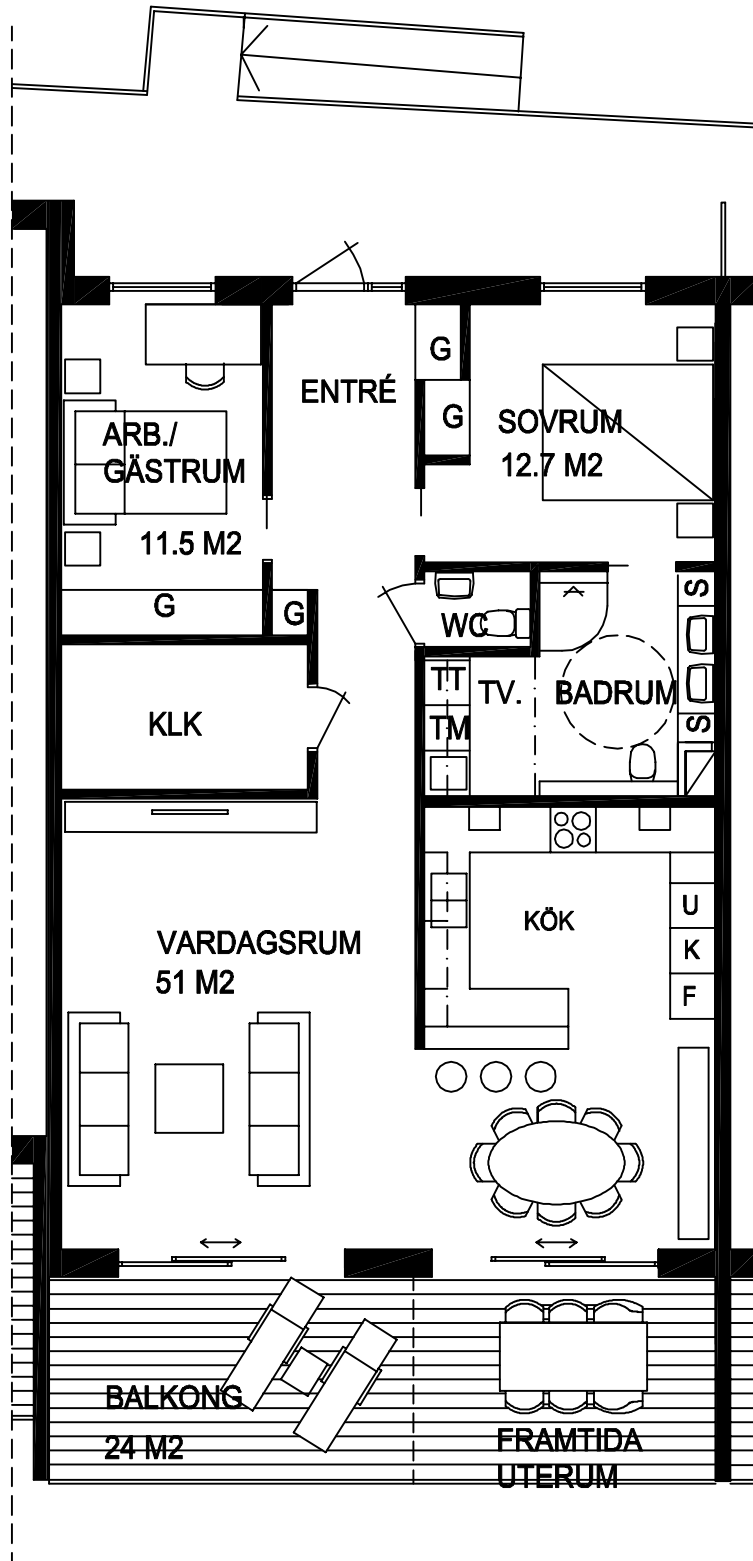 G
ENTRÉ
G
SOVRUM
12.7 M2
ARB./
GÄSTRUM
11.5 M2
G
G
WC
S
TT
TV.
BADRUM
KLK
TM
S
U
KÖK
VARDAGSRUM
51 M2
K
F
BALKONG
24 M2
FRAMTIDA
UTERUM